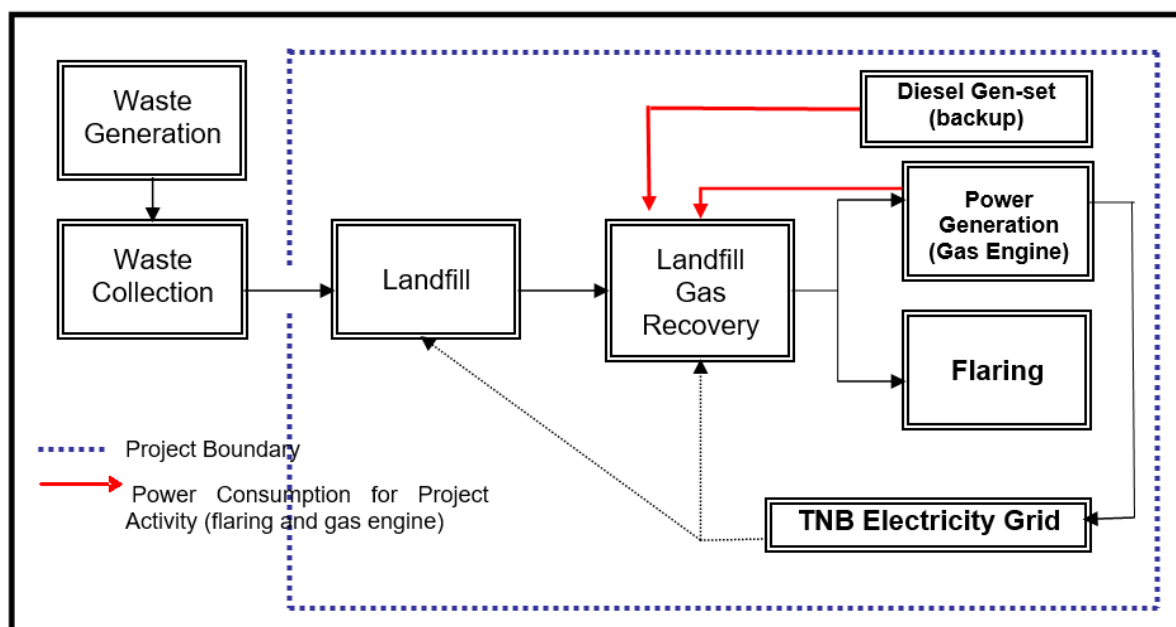 Waste
Generation
Waste
Collection
Landfill
Landfill
Gas
Recovery
Diesel Gen-set
(backup)
Power
Generation
(Gas Engine)
Flaring
TNB Electricity Grid
Project Boundary
Power Consumption for Project
Activity (flaring and gas engine)